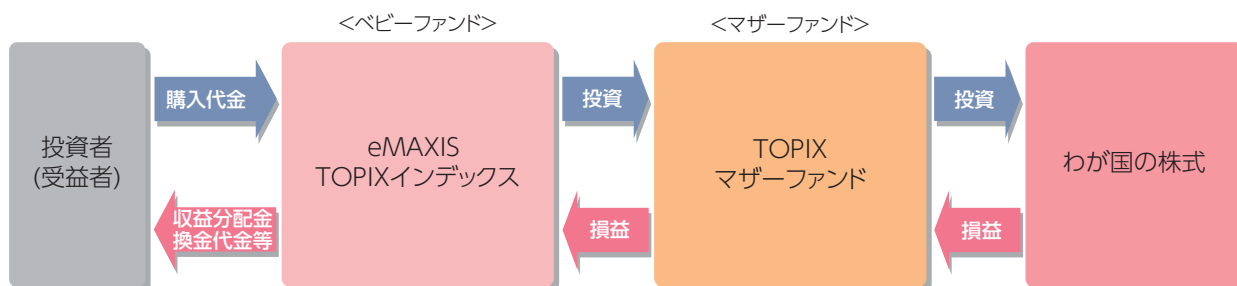 <ベビーファンド>
<マザーファンド>
投資者
(受益者)
購入代金
収益分配金
換金代金等
eMAXIS
TOPIXインデックス
投資
損益
TOPIX
マザーファンド
投資
損益
わが国の株式